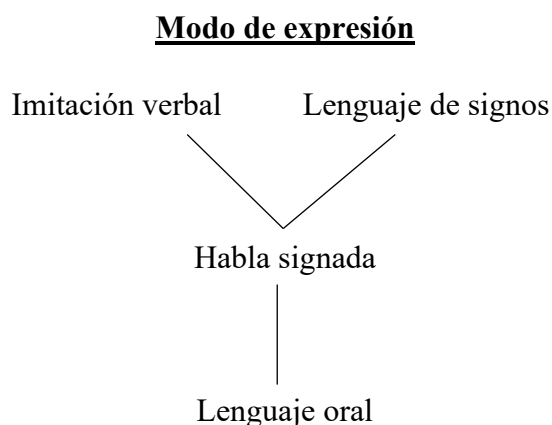 Modo de expresión
Imitación verbal
Lenguaje de signos
Habla signada
Lenguaje oral